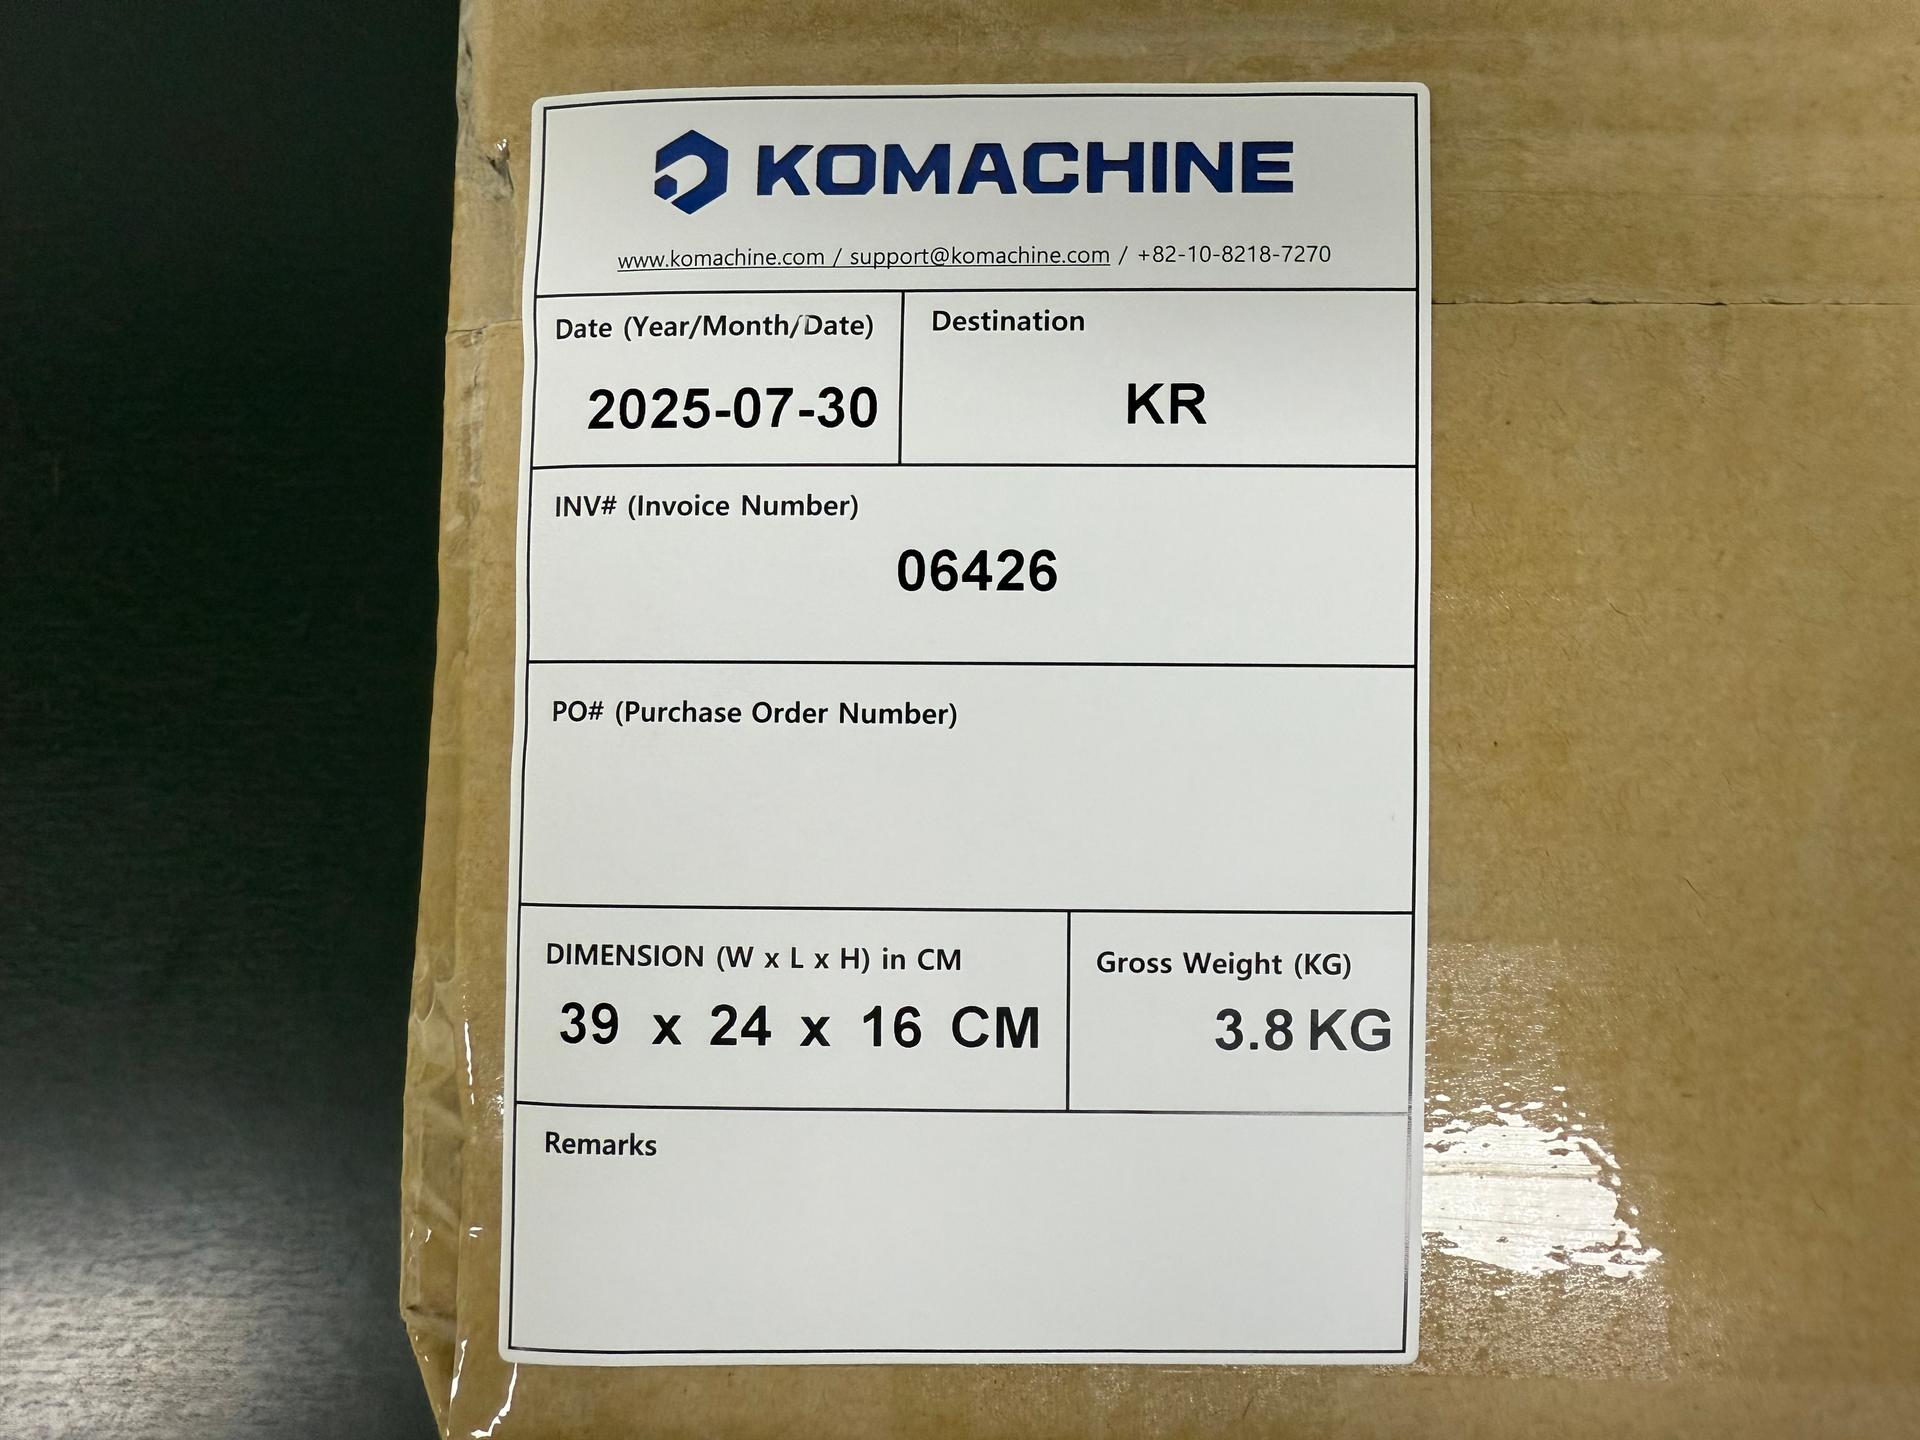 KOMACHINE
www.komachine.com / support@komachine.com / +82-10-8218-7270
Date (Year/Month/Date)
2025-07-30
Destination
KR
INV# (Invoice Number)
06426
PO# (Purchase Order Number)
DIMENSION (W x L x H) in CM
39 x 24 x 16 CM
Gross Weight (KG)
3.8 KG
Remarks